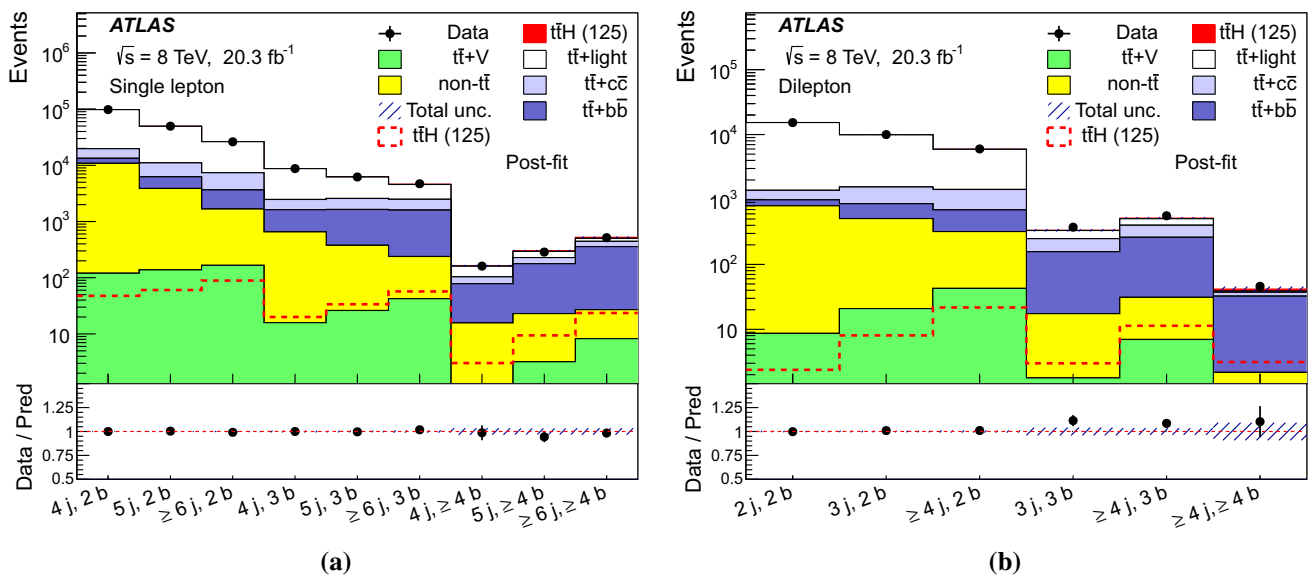 ATLAS
√s = 8 TeV, 20.3 fb⁻¹
Single lepton
Data
tt̄+V
non-tt̄
Total unc.
tt̄H (125)
tt̄H (125)
tt̄+light
tt̄+cc̄
tt̄+bb̄
Post-fit
Events
10⁶
10⁵
10⁴
10³
10²
10
Data / Pred
1.25
1
0.75
0.5
4 j, 2 b
5 j, 2 b
≥ 6 j, 2 b
4 j, 3 b
5 j, 3 b
≥ 6 j, 3 b
4 j, ≥ 4 b
5 j, ≥ 4 b
≥ 6 j, ≥ 4 b
(a)
ATLAS
√s = 8 TeV, 20.3 fb⁻¹
Dilepton
Data
tt̄+V
non-tt̄
Total unc.
tt̄H (125)
tt̄H (125)
tt̄+light
tt̄+cc̄
tt̄+bb̄
Post-fit
Events
10⁵
10⁴
10³
10²
10
Data / Pred
1.25
1
0.75
0.5
2 j, 2 b
3 j, 2 b
≥ 4 j, 2 b
3 j, 3 b
≥ 4 j, 3 b
≥ 4 j, ≥ 4 b
(b)